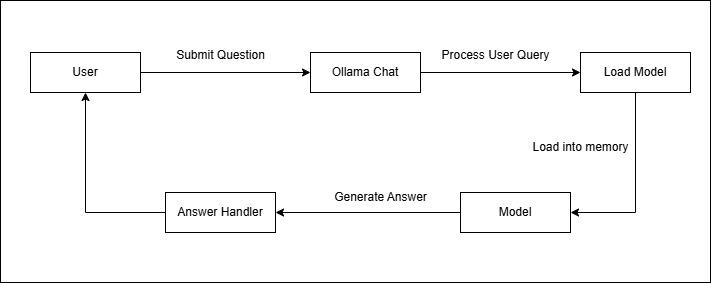 Submit Question
Process User Query
User
Ollama Chat
Load Model
Load into memory
Generate Answer
Answer Handler
Model